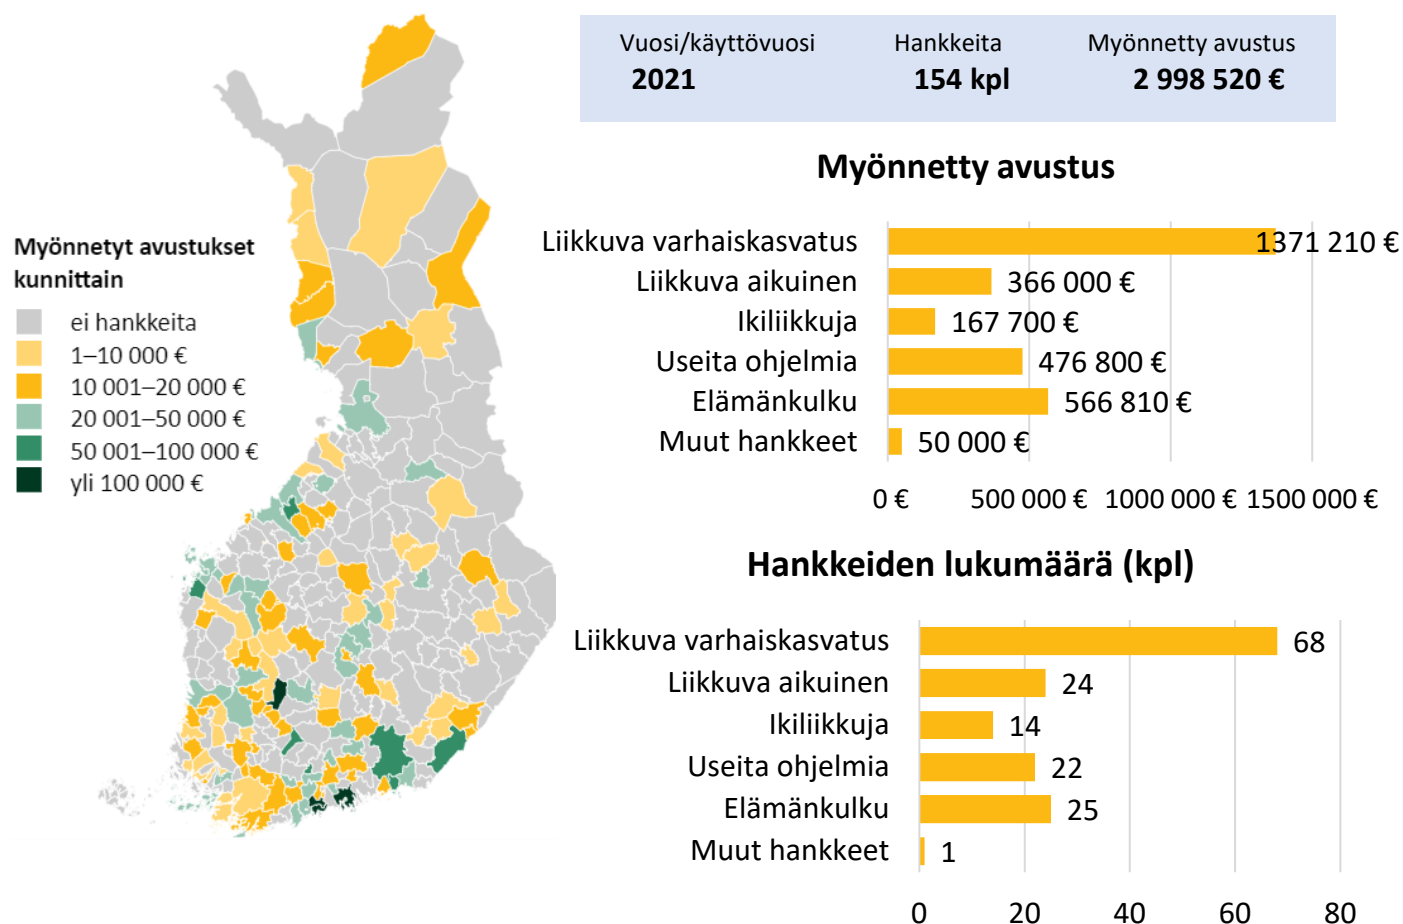 Vuosi/käyttövuosi Hankkeita Myönnetty avustus
2021 154 kpl 2 998 520 €
Myönnetyt avustukset
kunnittain
ei hankkeita
1–10 000 €
10 001–20 000 €
20 001–50 000 €
50 001–100 000 €
yli 100 000 €
Myönnetty avustus
Liikkuva varhaiskasvatus 1371 210 €
Liikkuva aikuinen 366 000 €
Ikiliikkuja 167 700 €
Useita ohjelmia 476 800 €
Elämänkulku 566 810 €
Muut hankkeet 50 000 €
0 € 500 000 € 1000 000 € 1500 000 €
Hankkeiden lukumäärä (kpl)
Liikkuva varhaiskasvatus 68
Liikkuva aikuinen 24
Ikiliikkuja 14
Useita ohjelmia 22
Elämänkulku 25
Muut hankkeet 1
0 20 40 60 80